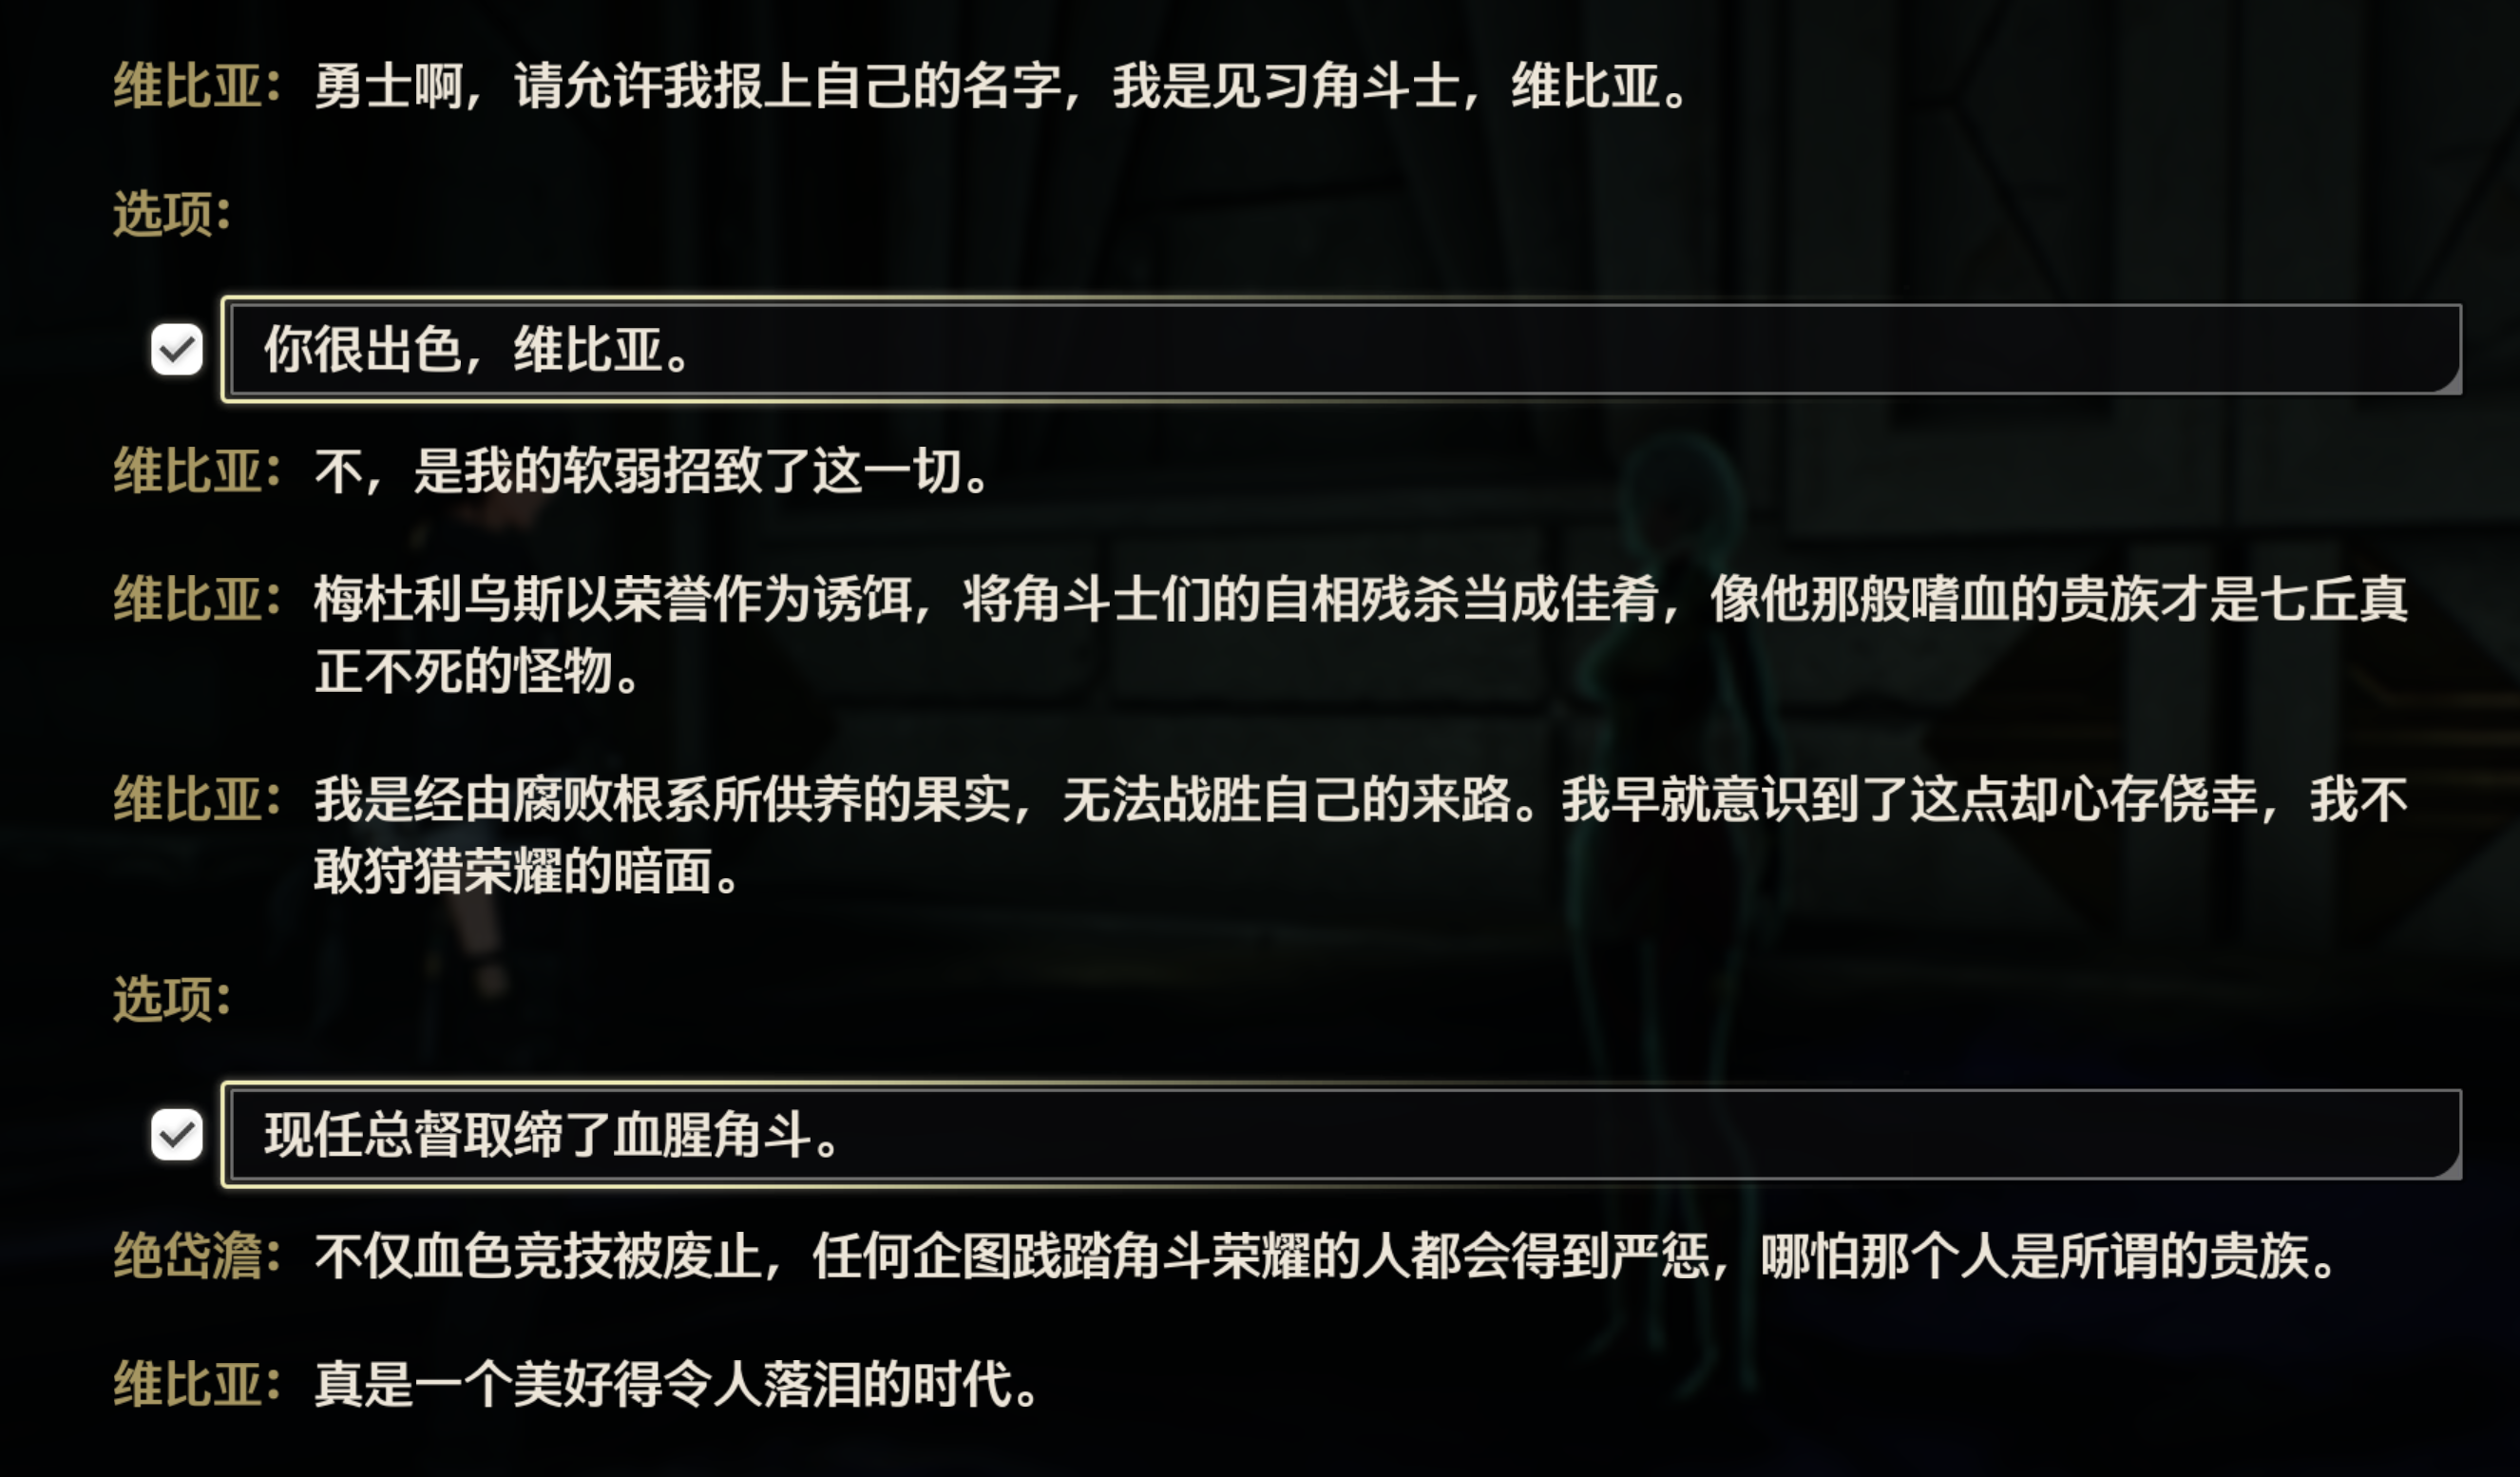 维比亚：勇士啊，请允许我报上自己的名字，我是见习角斗士，维比亚。
选项：
你很出色，维比亚。
维比亚：不，是我的软弱招致了这一切。
维比亚：梅杜利乌斯以荣誉作为诱饵，将角斗士们的自相残杀当成佳肴，像他那般嗜血的贵族才是七丘真
正不死的怪物。
维比亚：我是经由腐败根系所供养的果实，无法战胜自己的来路。我早就意识到了这点却心存侥幸，我不
敢狩猎荣耀的暗面。
选项：
现任总督取缔了血腥角斗。
绝岱澹：不仅血色竞技被废止，任何企图践踏角斗荣耀的人都会得到严惩，哪怕那个人是所谓的贵族。
维比亚：真是一个美好得令人落泪的时代。